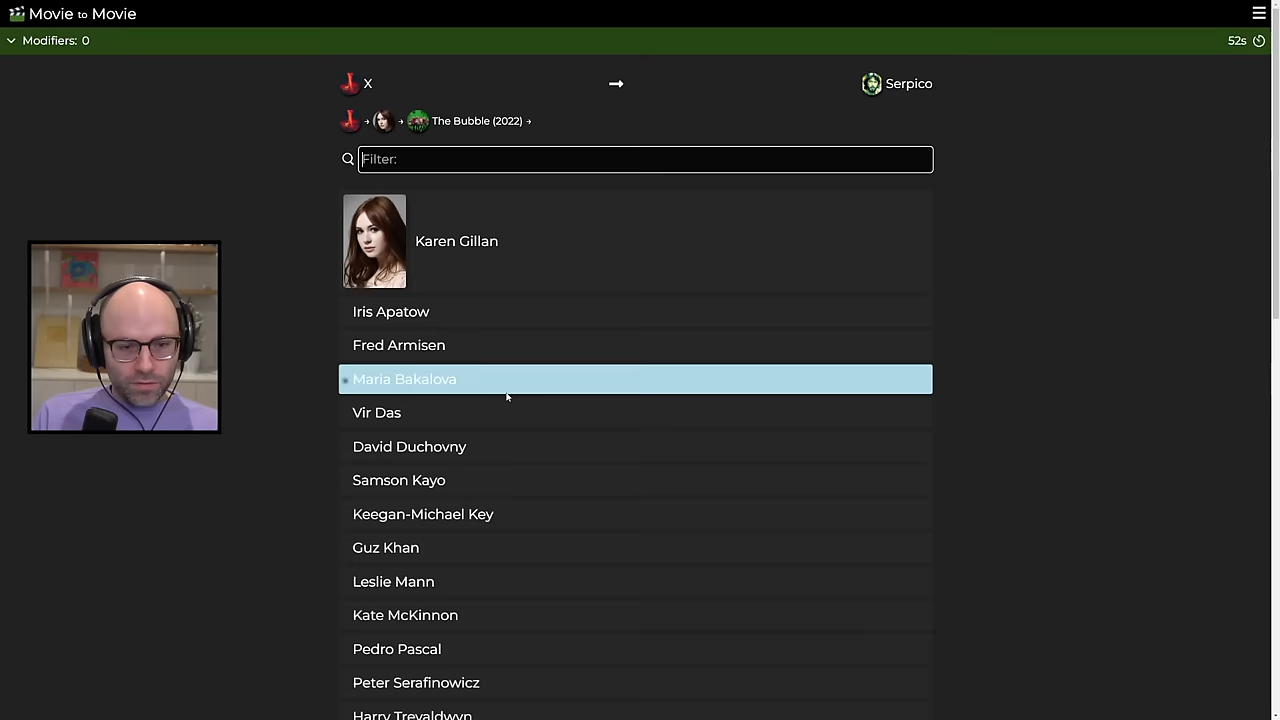 Movie to Movie
Modifiers: 0
52s
X
Serpico
The Bubble (2022)
Filter:
Karen Gillan
Iris Apatow
Fred Armisen
Maria Bakalova
Vir Das
David Duchovny
Samson Kayo
Keegan-Michael Key
Guz Khan
Leslie Mann
Kate McKinnon
Pedro Pascal
Peter Serafinowicz
Harry Trevaldwyn